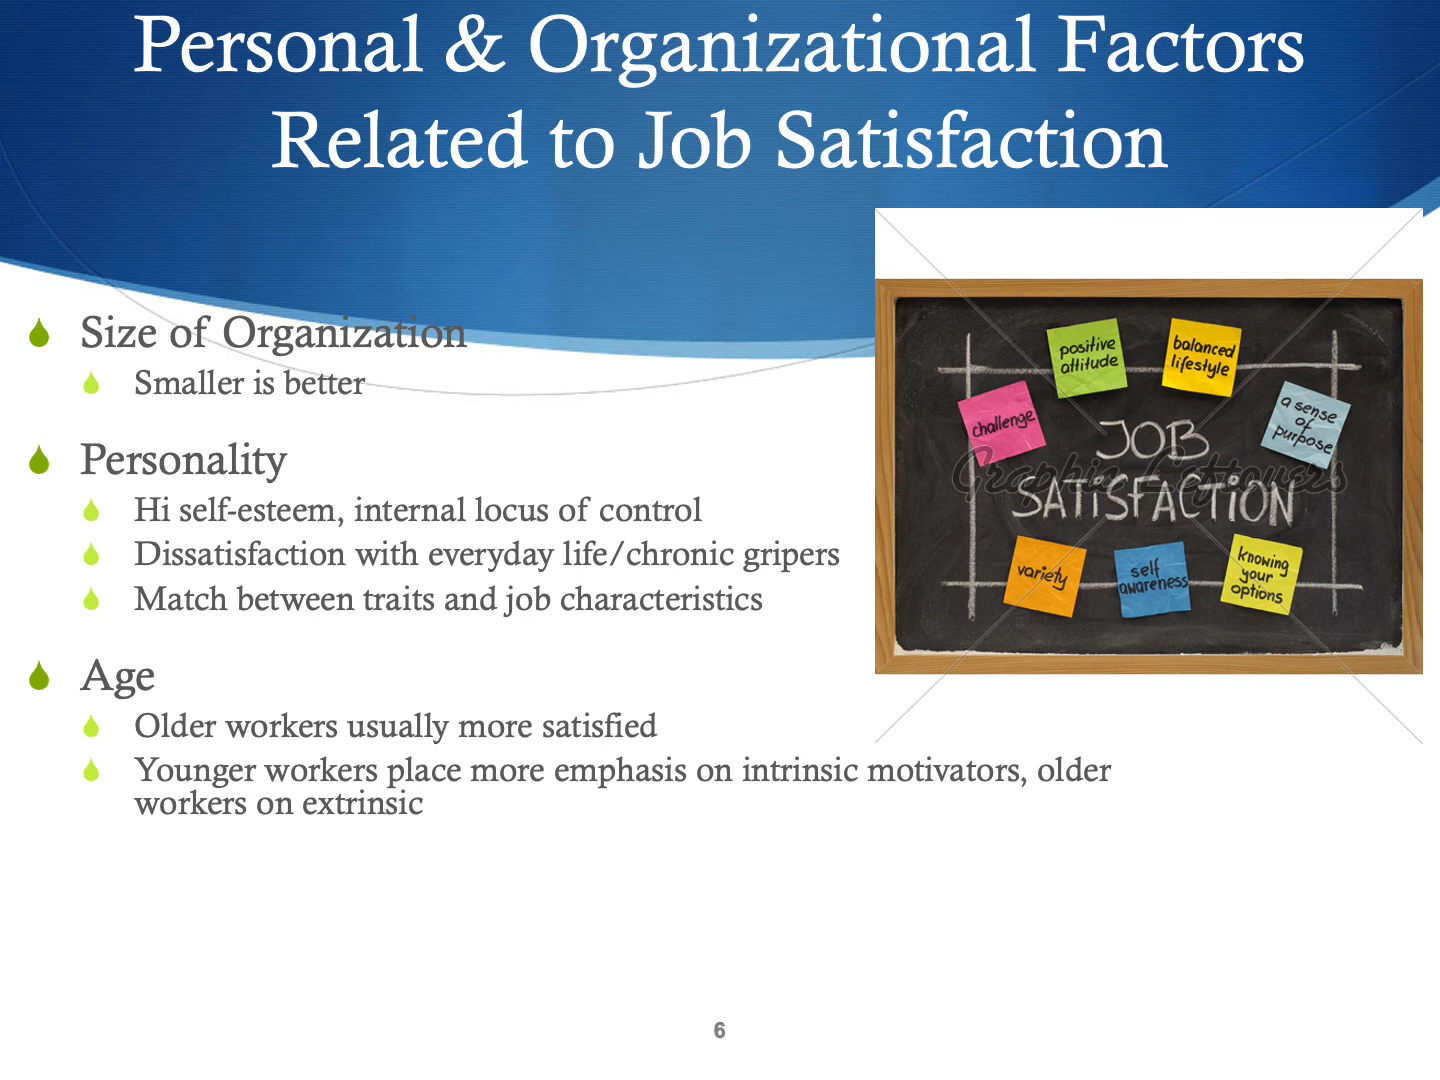 Personal & Organizational Factors
Related to Job Satisfaction
Size of Organization
Smaller is better
Personality
Hi self-esteem, internal locus of control
Dissatisfaction with everyday life/chronic gripers
Match between traits and job characteristics
Age
Older workers usually more satisfied
Younger workers place more emphasis on intrinsic motivators, older
workers on extrinsic
positive
attitude
balanced
lifestyle
challenge
a sense
of
purpose
JOB
SATISFACTION
Graphic Leftovers
variety
self
awareness
knowing
your
options
6